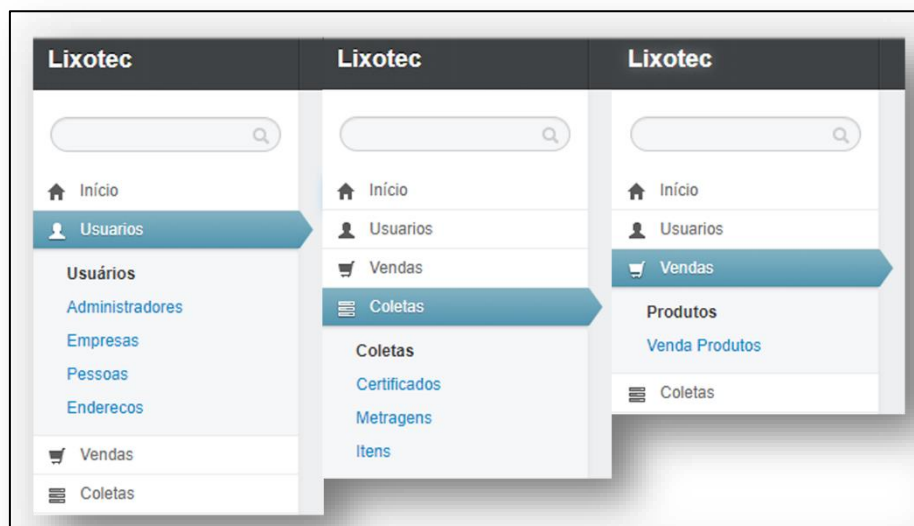 Lixotec
Início
Usuarios
Usuários
Administradores
Empresas
Pessoas
Enderecos
Vendas
Coletas
Lixotec
Início
Usuarios
Vendas
Coletas
Coletas
Certificados
Metragens
Itens
Lixotec
Início
Usuarios
Vendas
Produtos
Venda Produtos
Coletas